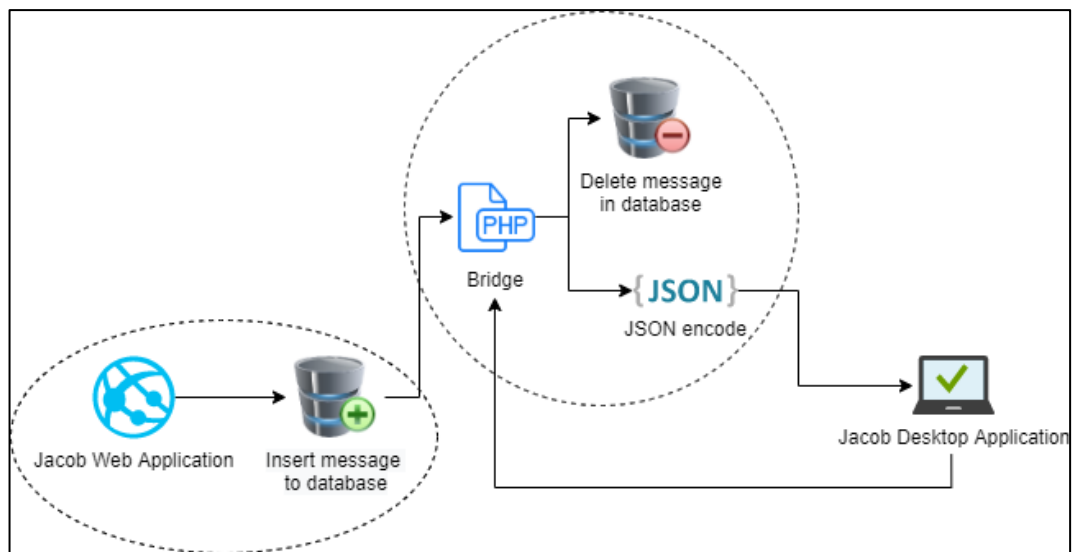 Delete message
in database
PHP
Bridge
{JSON}
JSON encode
Jacob Web Application
Insert message
to database
Jacob Desktop Application